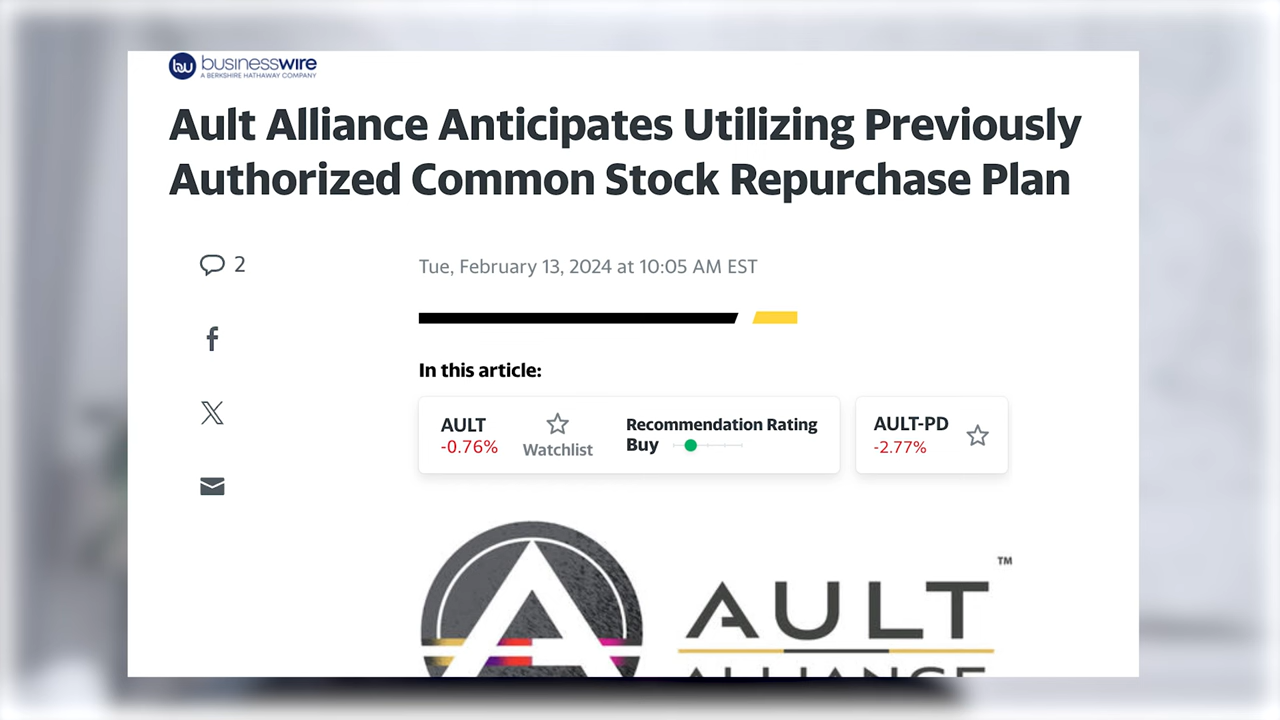 businesswire
A BERKSHIRE HATHAWAY COMPANY
Ault Alliance Anticipates Utilizing Previously
Authorized Common Stock Repurchase Plan
2
Tue, February 13, 2024 at 10:05 AM EST
In this article:
AULT
-0.76%
Watchlist
Recommendation Rating
Buy
AULT-PD
-2.77%
AULT
ALLIANCE
TM